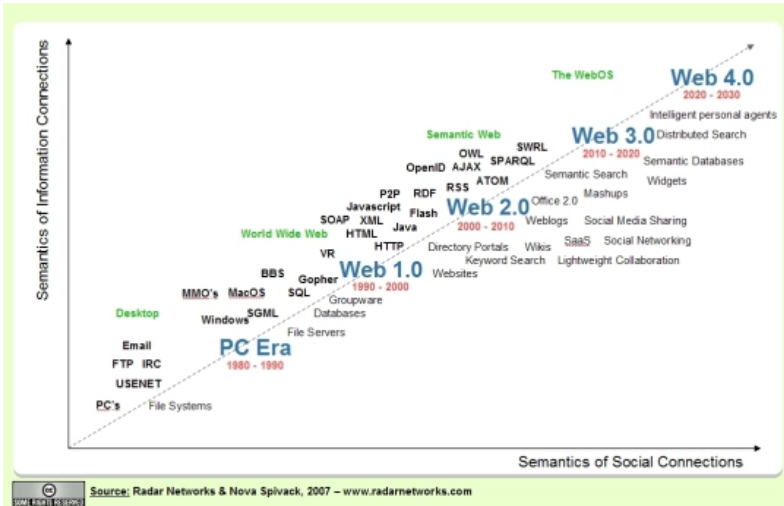 Semantics of Information Connections
The WebOS
Web 4.0
2020 - 2030
Intelligent personal agents
Semantic Web
Web 3.0
2010 - 2020
Distributed Search
SWRL
OWL
SPARQL
OpenID
AJAX
Semantic Databases
Semantic Search
ATOM
Widgets
RSS
Mashups
P2P
RDF
Office 2.0
Javascript
Web 2.0
2000 - 2010
Flash
SOAP
XML
Java
Weblogs
Social Media Sharing
World Wide Web
HTML
SaaS
Social Networking
HTTP
Directory Portals
Wikis
VR
Keyword Search
Lightweight Collaboration
Web 1.0
1990 - 2000
Websites
BBS
Gopher
MMO's
MacOS
SQL
Groupware
Desktop
SGML
Databases
Windows
File Servers
Email
PC Era
1980 - 1990
FTP
IRC
USENET
PC's
File Systems
Semantics of Social Connections
cc
SOME RIGHTS RESERVED
Source: Radar Networks & Nova Spivack, 2007 – www.radarnetworks.com